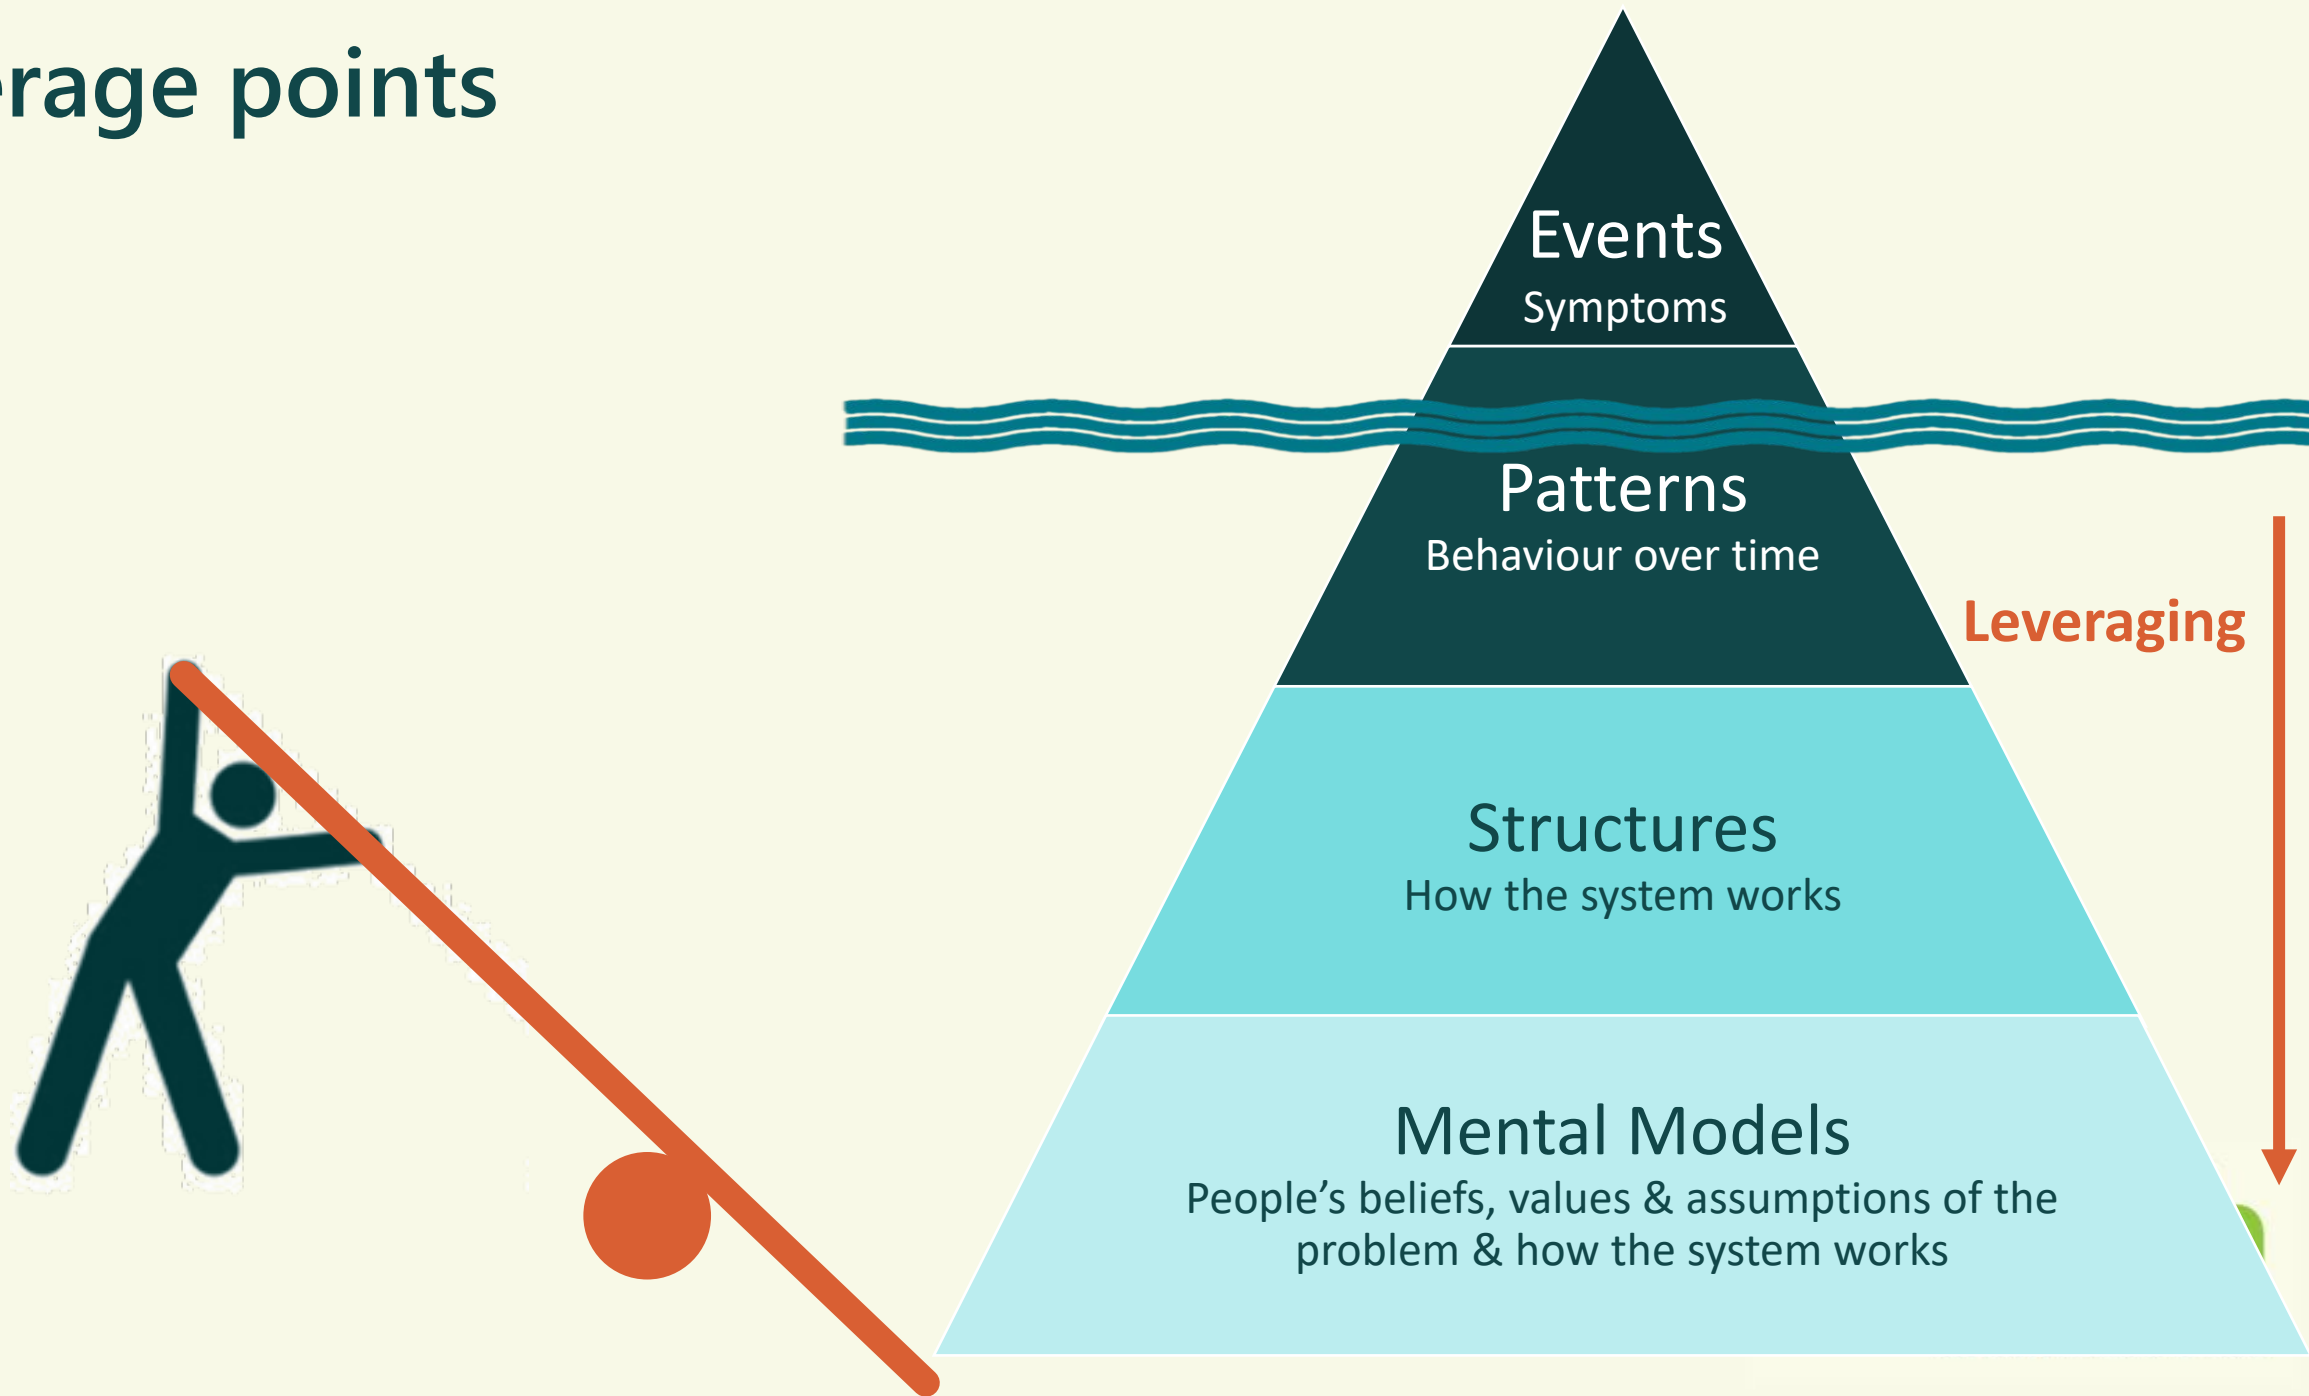 erage points
Events
Symptoms
Patterns
Behaviour over time
Leveraging
Structures
How the system works
Mental Models
People’s beliefs, values & assumptions of the
problem & how the system works